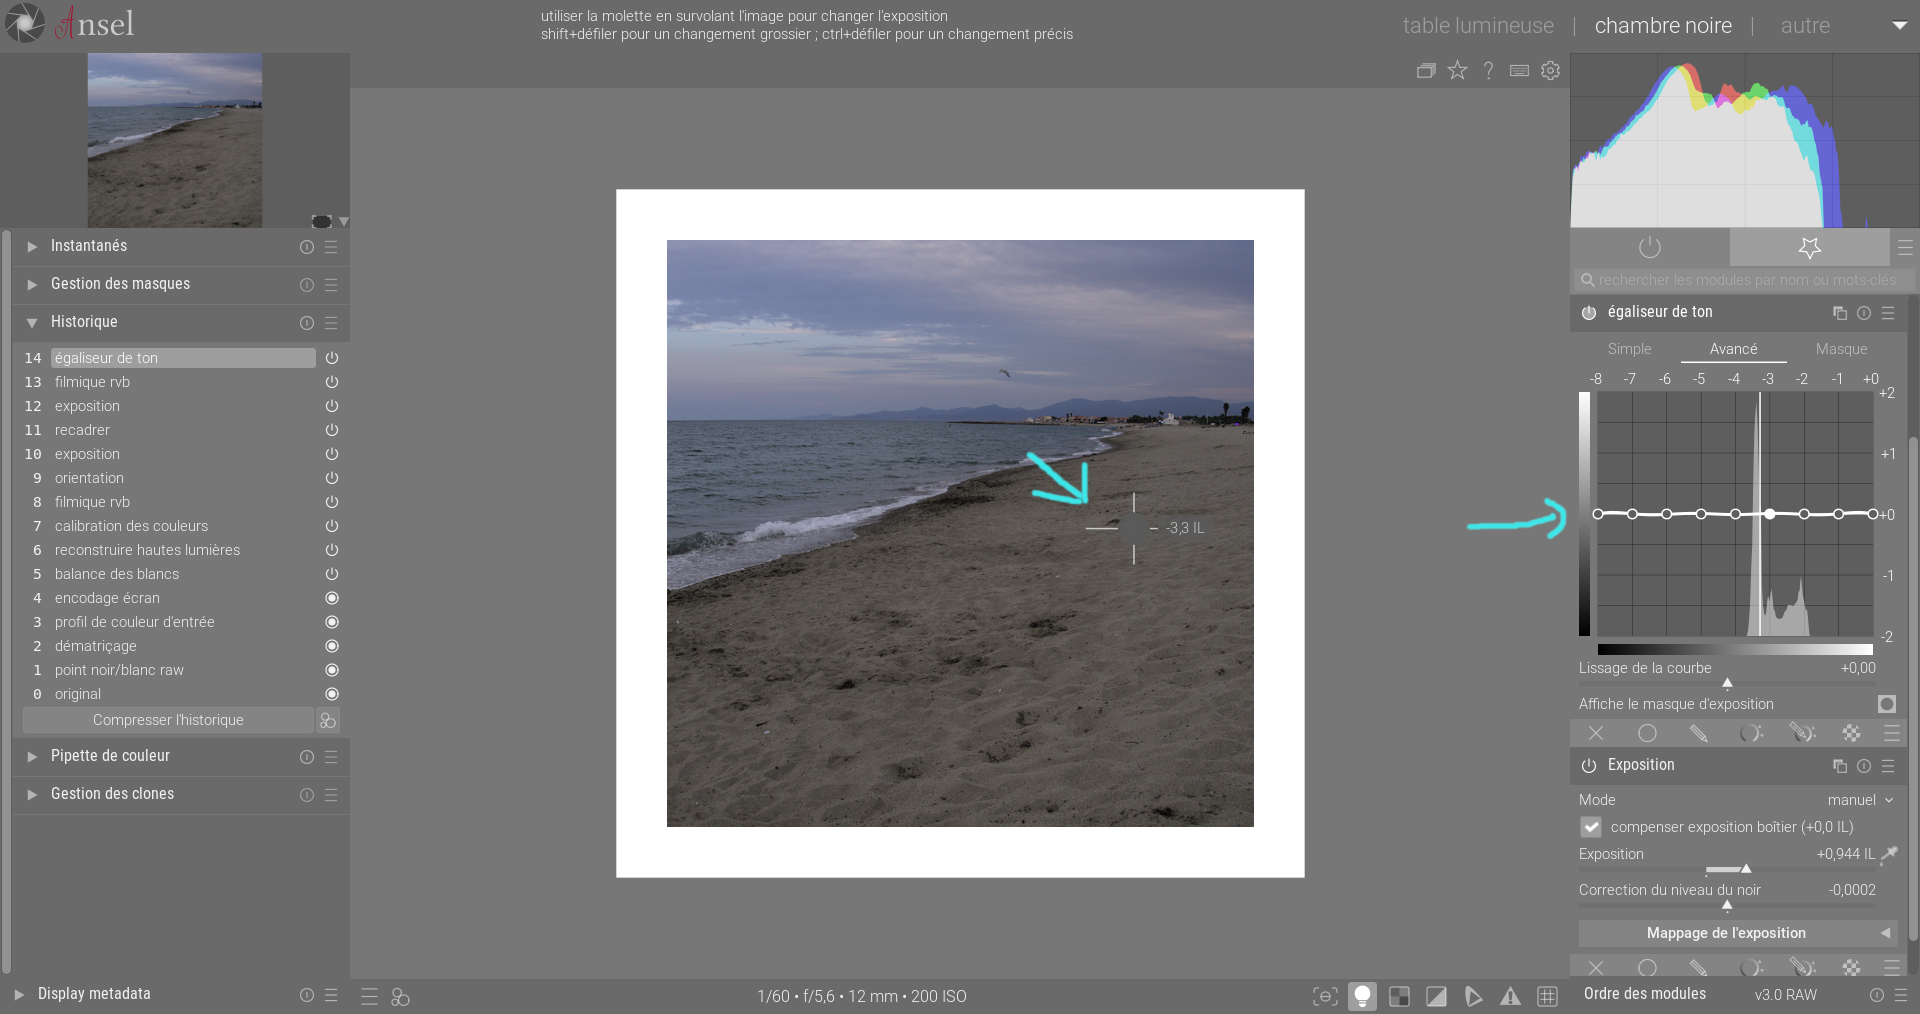 Ansel
utiliser la molette en survolant l'image pour changer l'exposition
shift+défiler pour un changement grossier ; ctrl+défiler pour un changement précis
table lumineuse | chambre noire | autre
Instantanés
Gestion des masques
Historique
14 égaliseur de ton
13 filmique rvb
12 exposition
11 recadrer
10 exposition
9 orientation
8 filmique rvb
7 calibration des couleurs
6 reconstruire hautes lumières
5 balance des blancs
4 encodage écran
3 profil de couleur d'entrée
2 dématriçage
1 point noir/blanc raw
0 original
Compresser l'historique
Pipette de couleur
Gestion des clones
Display metadata
-3,3 IL
1/60 • f/5,6 • 12 mm • 200 ISO
rechercher les modules par nom ou mots-clés
égaliseur de ton
Simple Avancé Masque
-8 -7 -6 -5 -4 -3 -2 -1 +0
+2
+1
+0
-1
-2
Lissage de la courbe +0,00
Affiche le masque d'exposition
Exposition
Mode manuel
compenser exposition boîtier (+0,0 IL)
Exposition +0,944 IL
Correction du niveau du noir -0,0002
Mappage de l'exposition
Ordre des modules v3.0 RAW